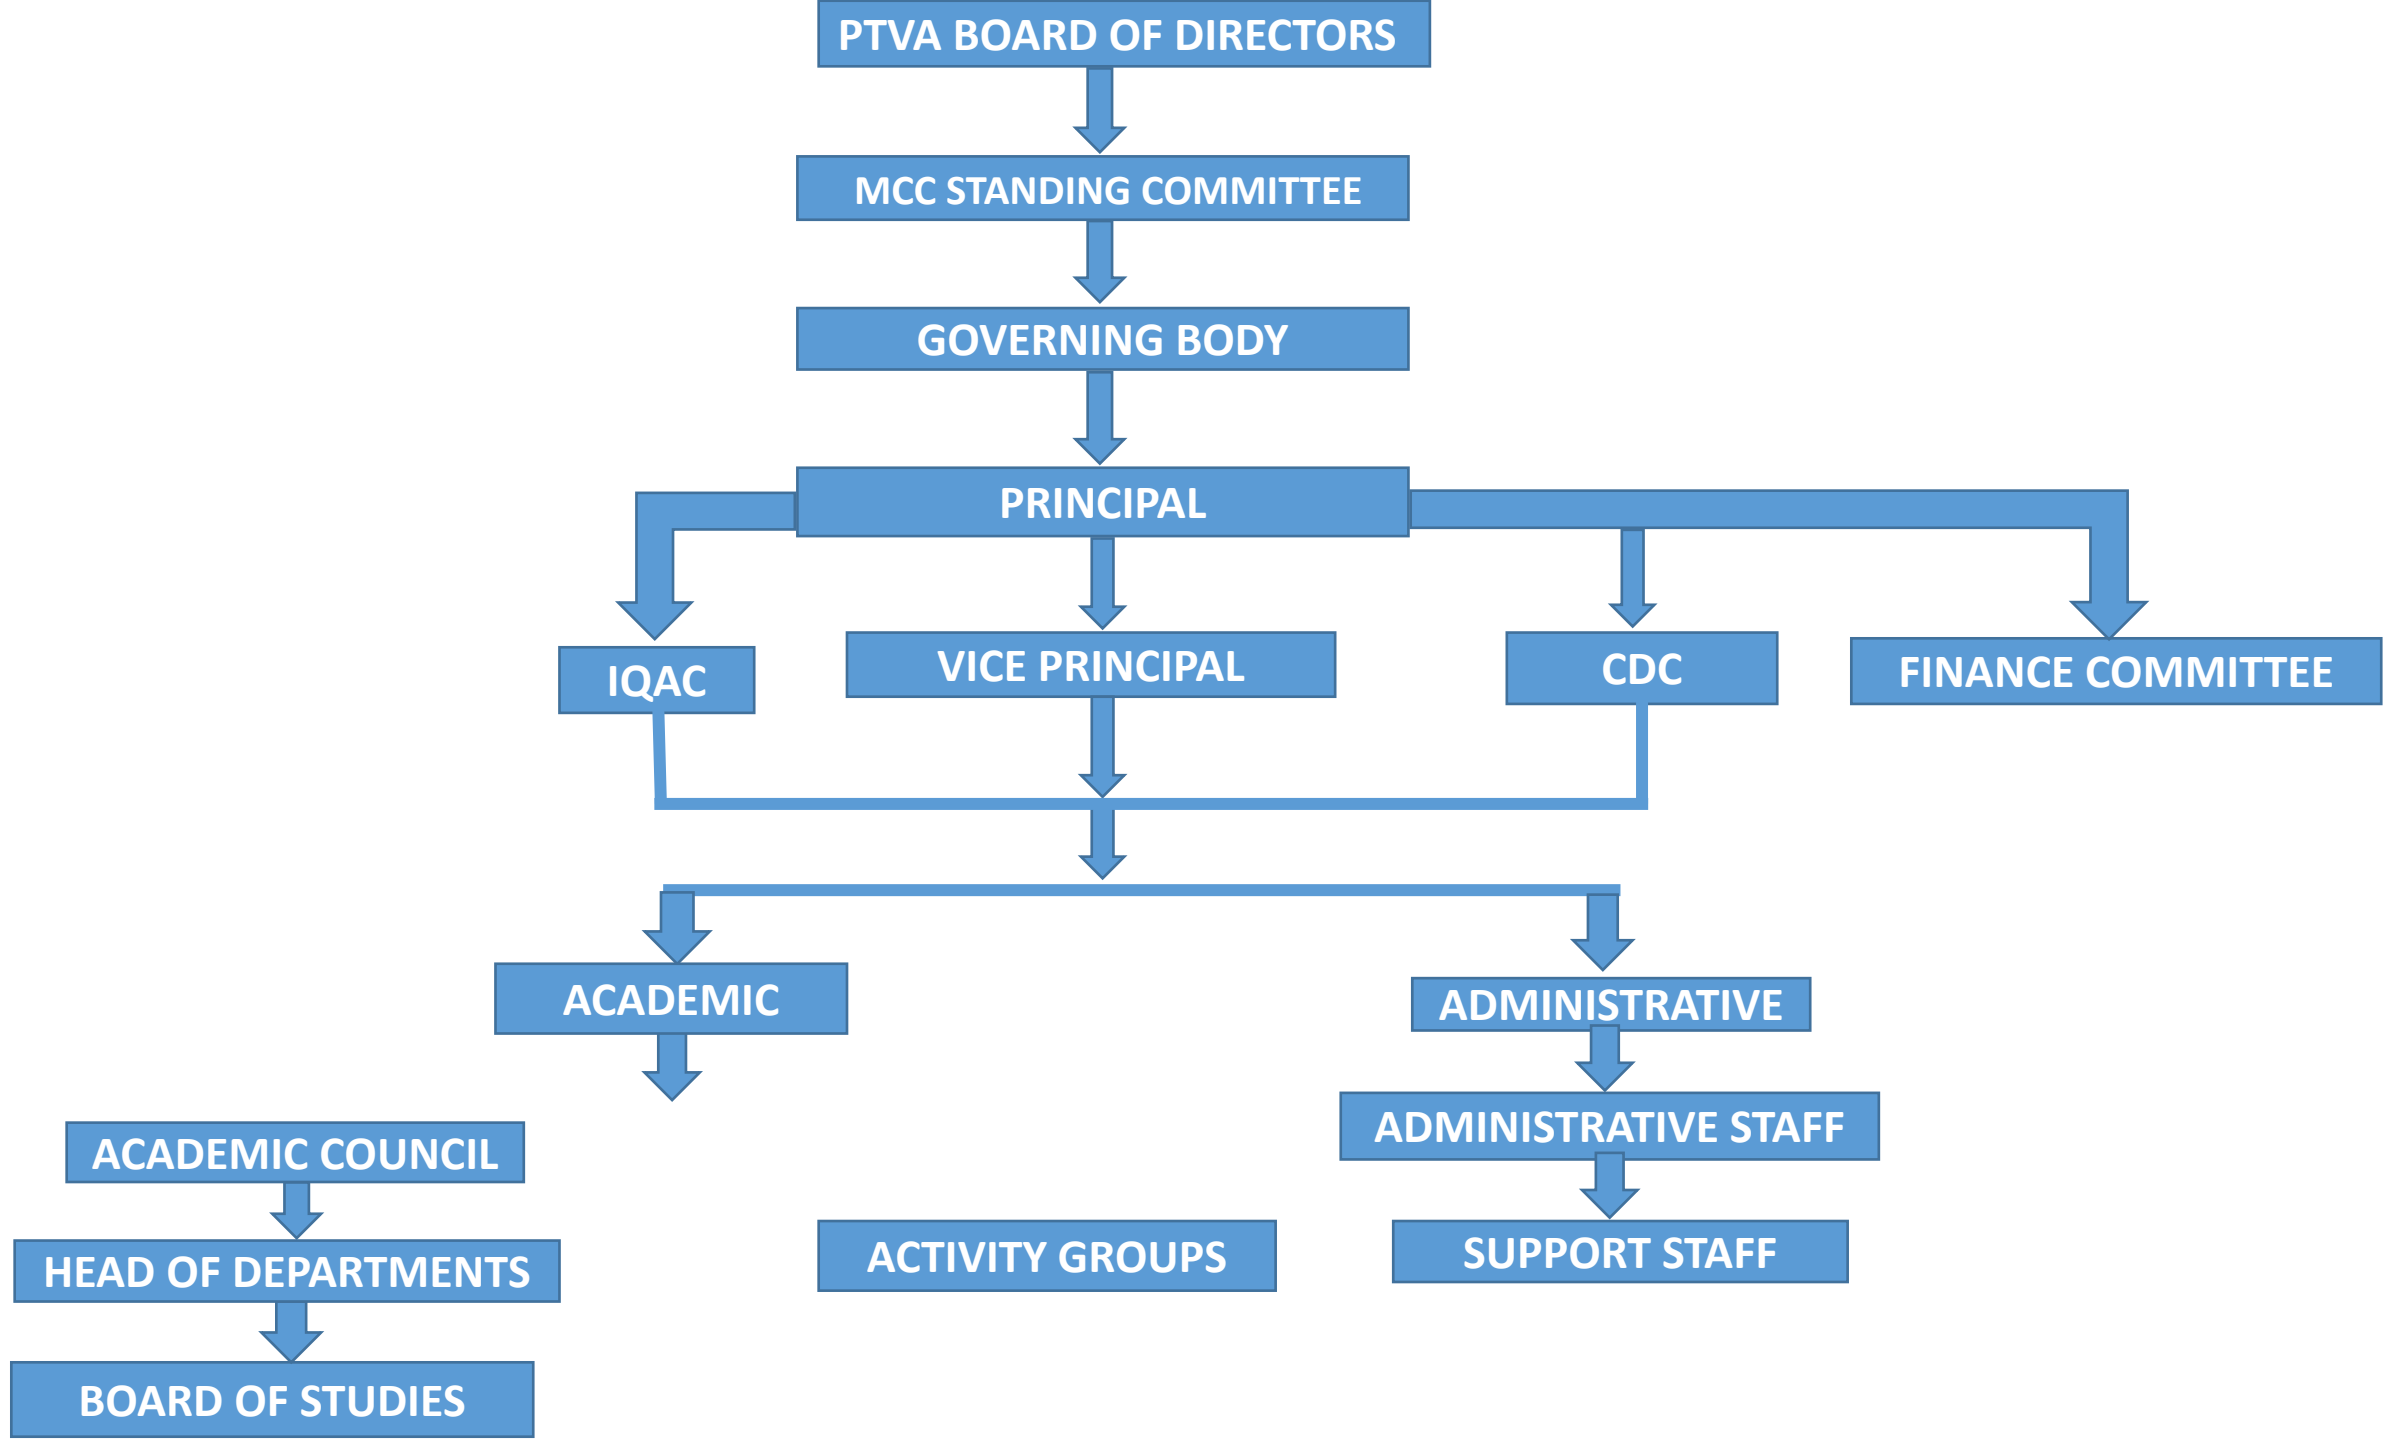 PTVA BOARD OF DIRECTORS
MCC STANDING COMMITTEE
GOVERNING BODY
PRINCIPAL
IQAC
VICE PRINCIPAL
CDC
FINANCE COMMITTEE
ACADEMIC
ADMINISTRATIVE
ACADEMIC COUNCIL
ADMINISTRATIVE STAFF
HEAD OF DEPARTMENTS
ACTIVITY GROUPS
SUPPORT STAFF
BOARD OF STUDIES